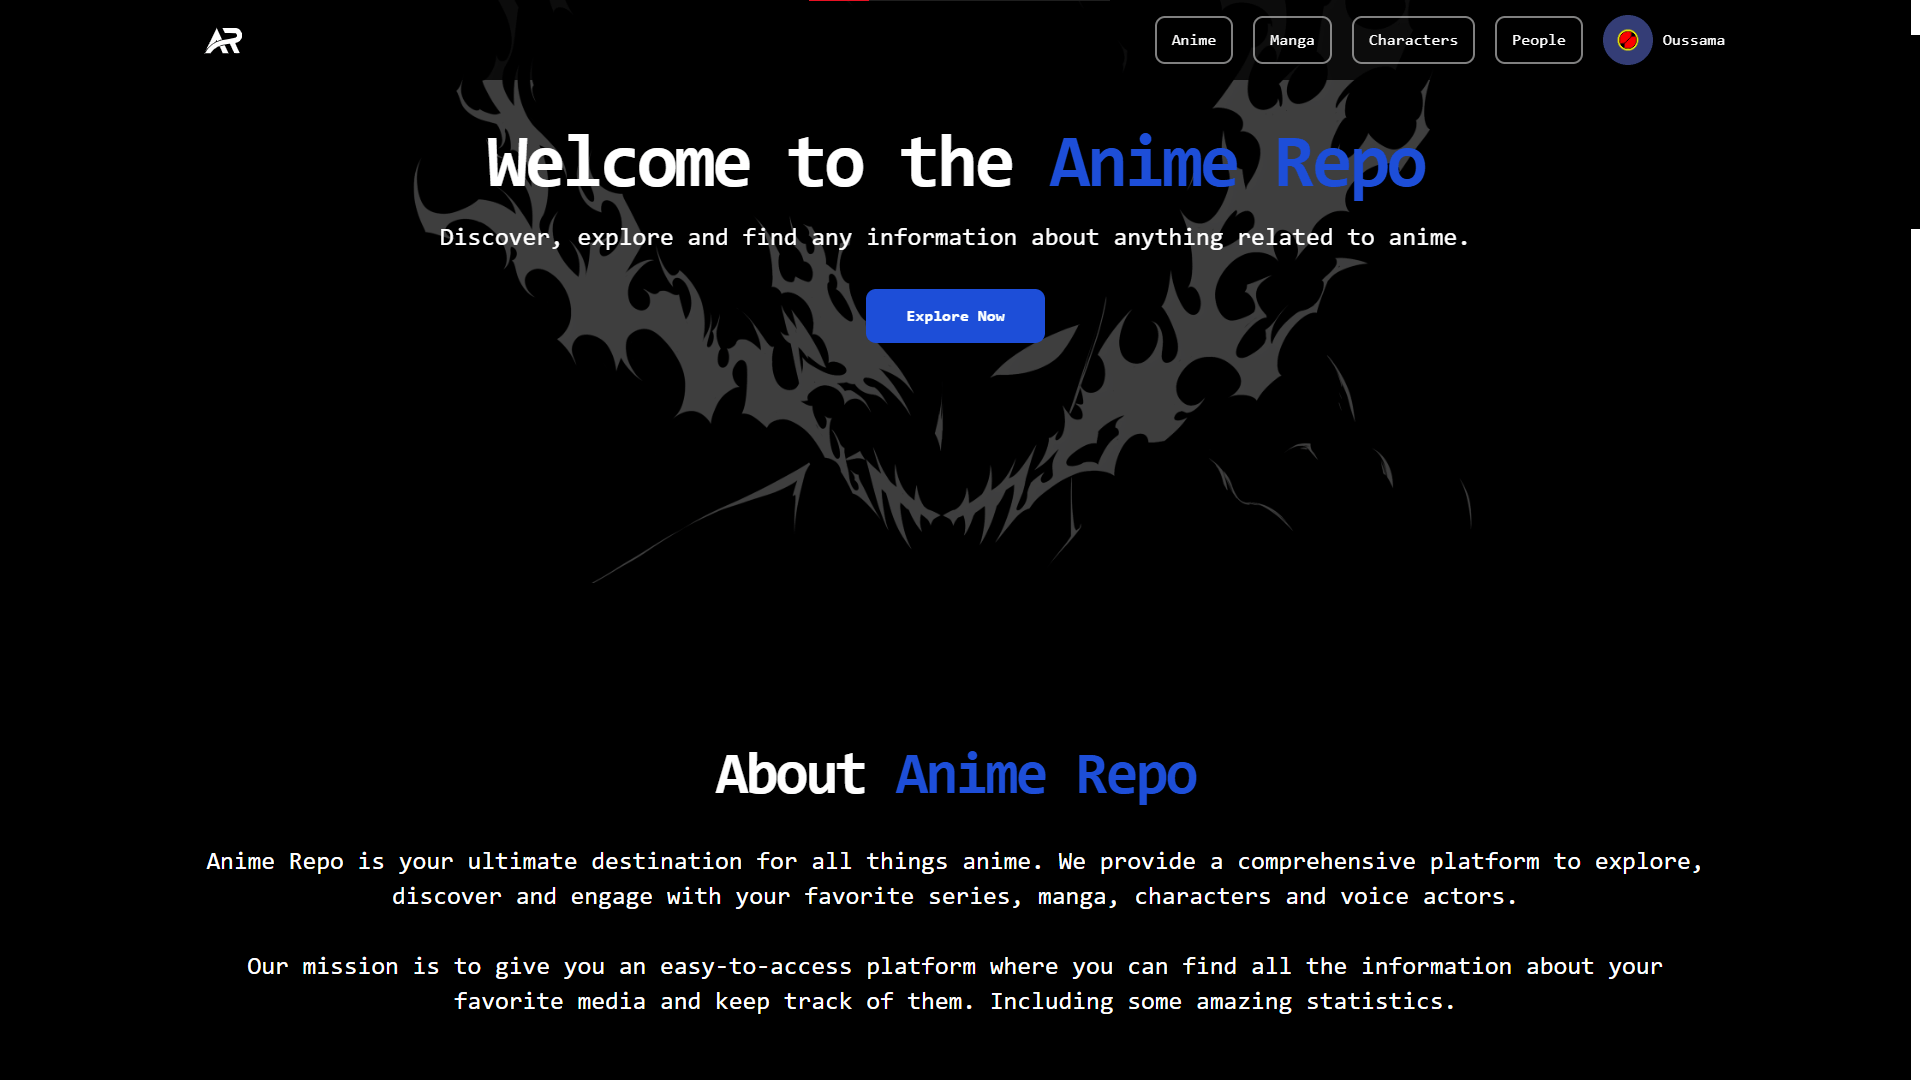 AR
Anime Manga Characters People Oussama
Welcome to the Anime Repo
Discover, explore and find any information about anything related to anime.
Explore Now
About Anime Repo
Anime Repo is your ultimate destination for all things anime. We provide a comprehensive platform to explore,
discover and engage with your favorite series, manga, characters and voice actors.
Our mission is to give you an easy-to-access platform where you can find all the information about your
favorite media and keep track of them. Including some amazing statistics.